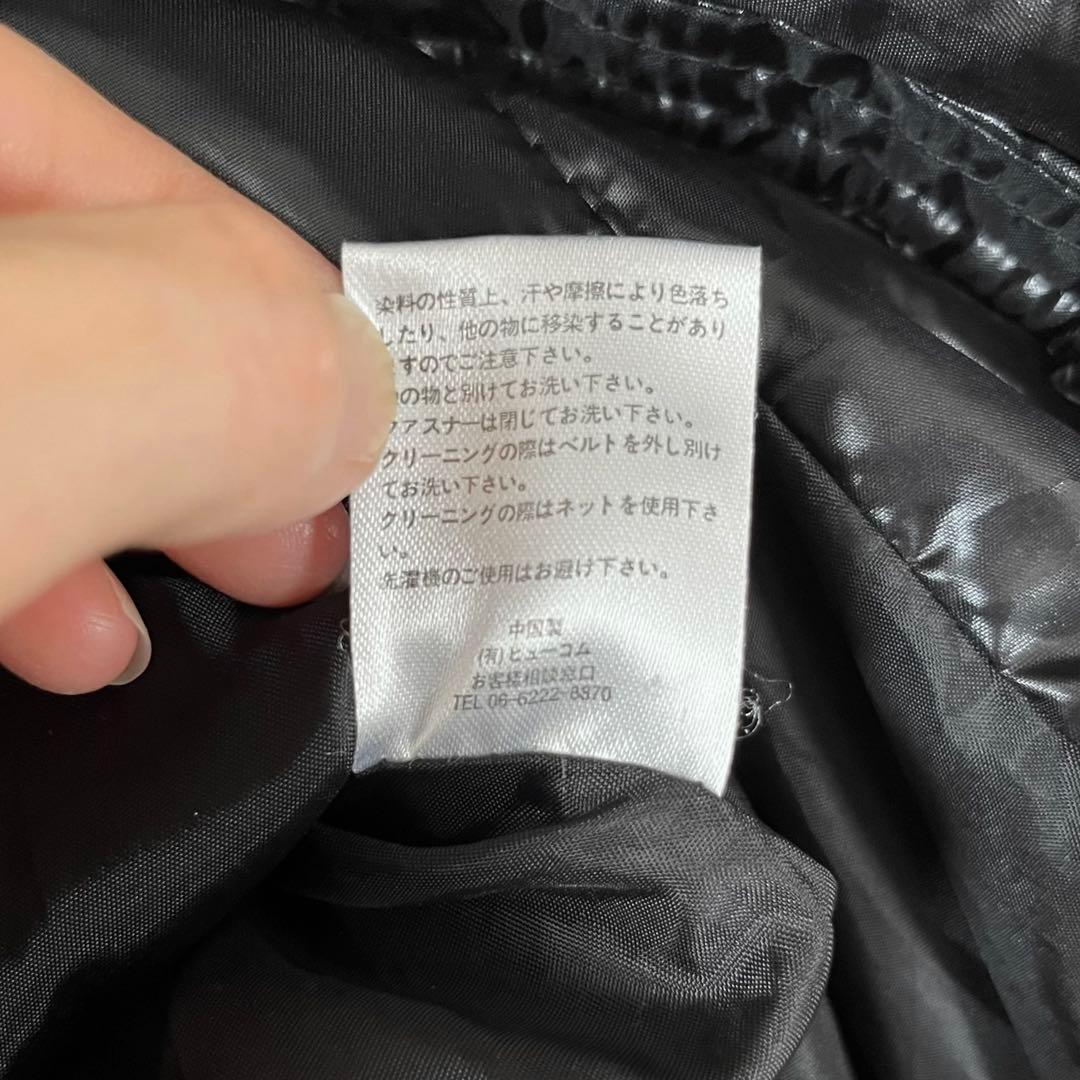 染料の性質上、汗や摩擦により色落ち
したり、他の物に移染することがあり
すのでご注意下さい。
の物と別けてお洗い下さい。
ファスナーは閉じてお洗い下さい。
クリーニングの際はベルトを外し別け
てお洗い下さい。
クリーニングの際はネットを使用下さ
い。
洗濯機のご使用はお避け下さい。
中国製
(有)ヒューコム
お客様相談窓口
TEL 06-6222-8370